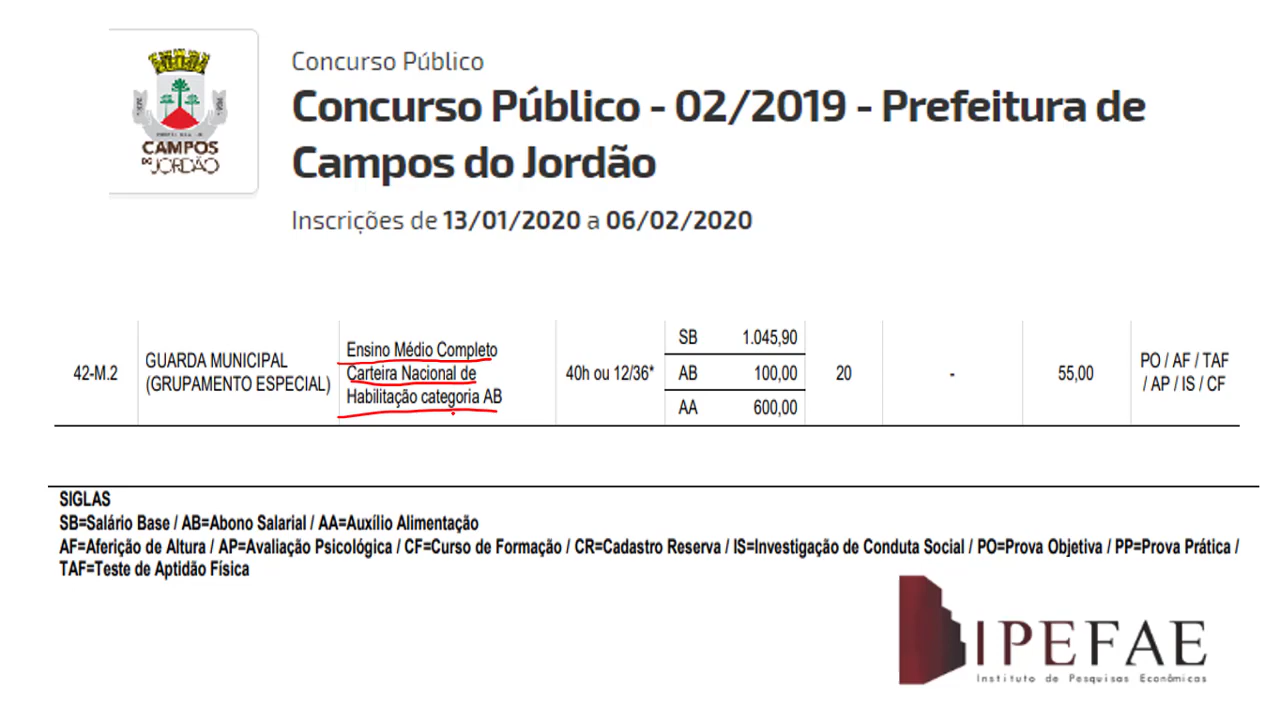 Concurso Público
Concurso Público - 02/2019 - Prefeitura de
Campos do Jordão
Inscrições de 13/01/2020 a 06/02/2020
CAMPOS
DO JORDÃO
42-M.2
GUARDA MUNICIPAL
(GRUPAMENTO ESPECIAL)
Ensino Médio Completo
Carteira Nacional de
Habilitação categoria AB
40h ou 12/36*
SB 1.045,90
AB 100,00
AA 600,00
20
-
55,00
PO / AF / TAF
/ AP / IS / CF
SIGLAS
SB=Salário Base / AB=Abono Salarial / AA=Auxílio Alimentação
AF=Aferição de Altura / AP=Avaliação Psicológica / CF=Curso de Formação / CR=Cadastro Reserva / IS=Investigação de Conduta Social / PO=Prova Objetiva / PP=Prova Prática /
TAF=Teste de Aptidão Física
IPEFAE
Instituto de Pesquisas Econômicas